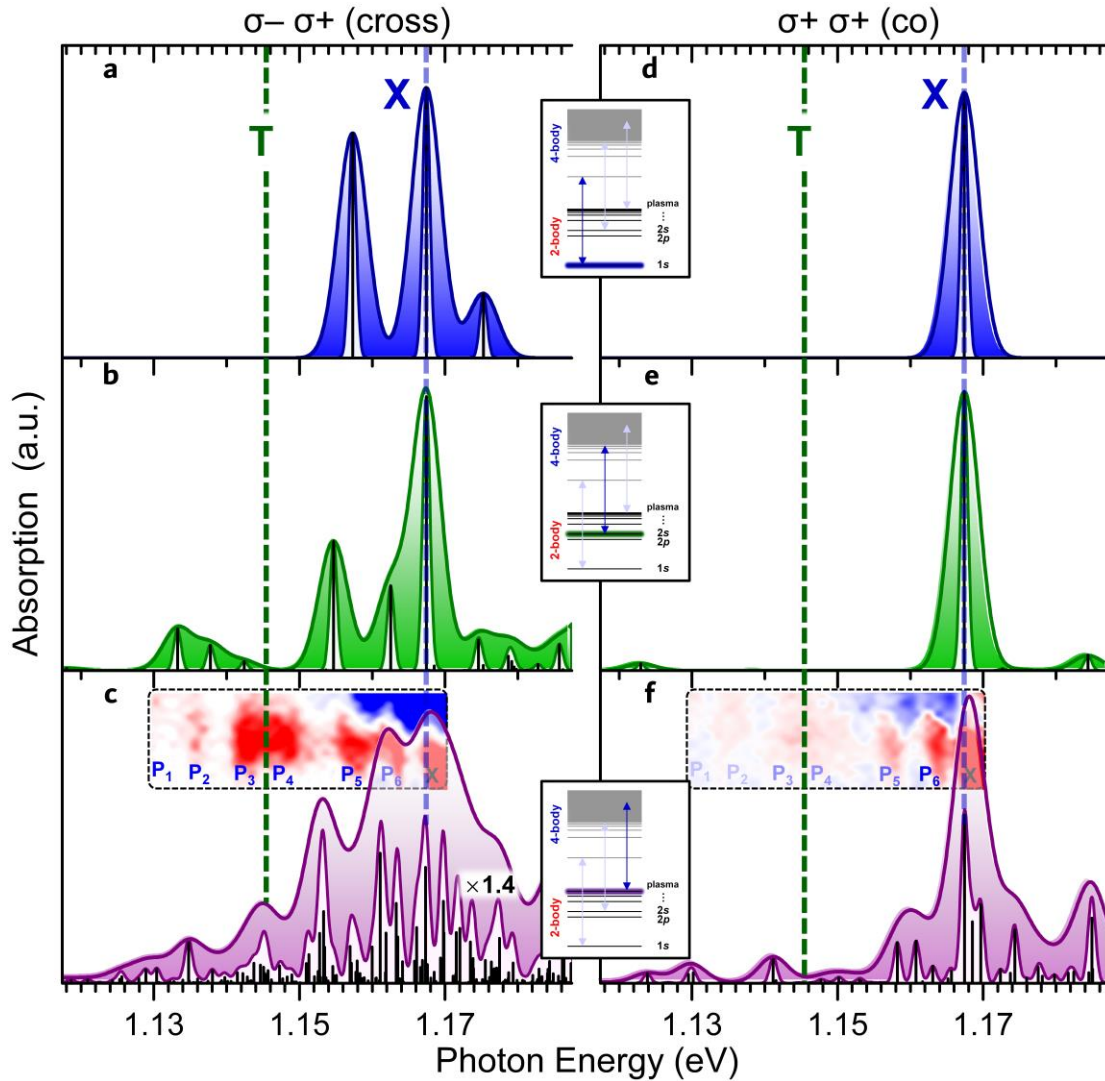 σ− σ+ (cross)
σ+ σ+ (co)
a
X
T
d
X
T
4-body
2-body
plasma
⋮
2s
2p
1s
b
e
4-body
2-body
plasma
⋮
2s
2p
1s
c
P1
P2
P3
P4
P5
P6
X
×1.4
f
P1
P2
P3
P4
P5
P6
X
4-body
2-body
plasma
⋮
2s
2p
1s
Absorption (a.u.)
1.13
1.15
1.17
1.13
1.15
1.17
Photon Energy (eV)